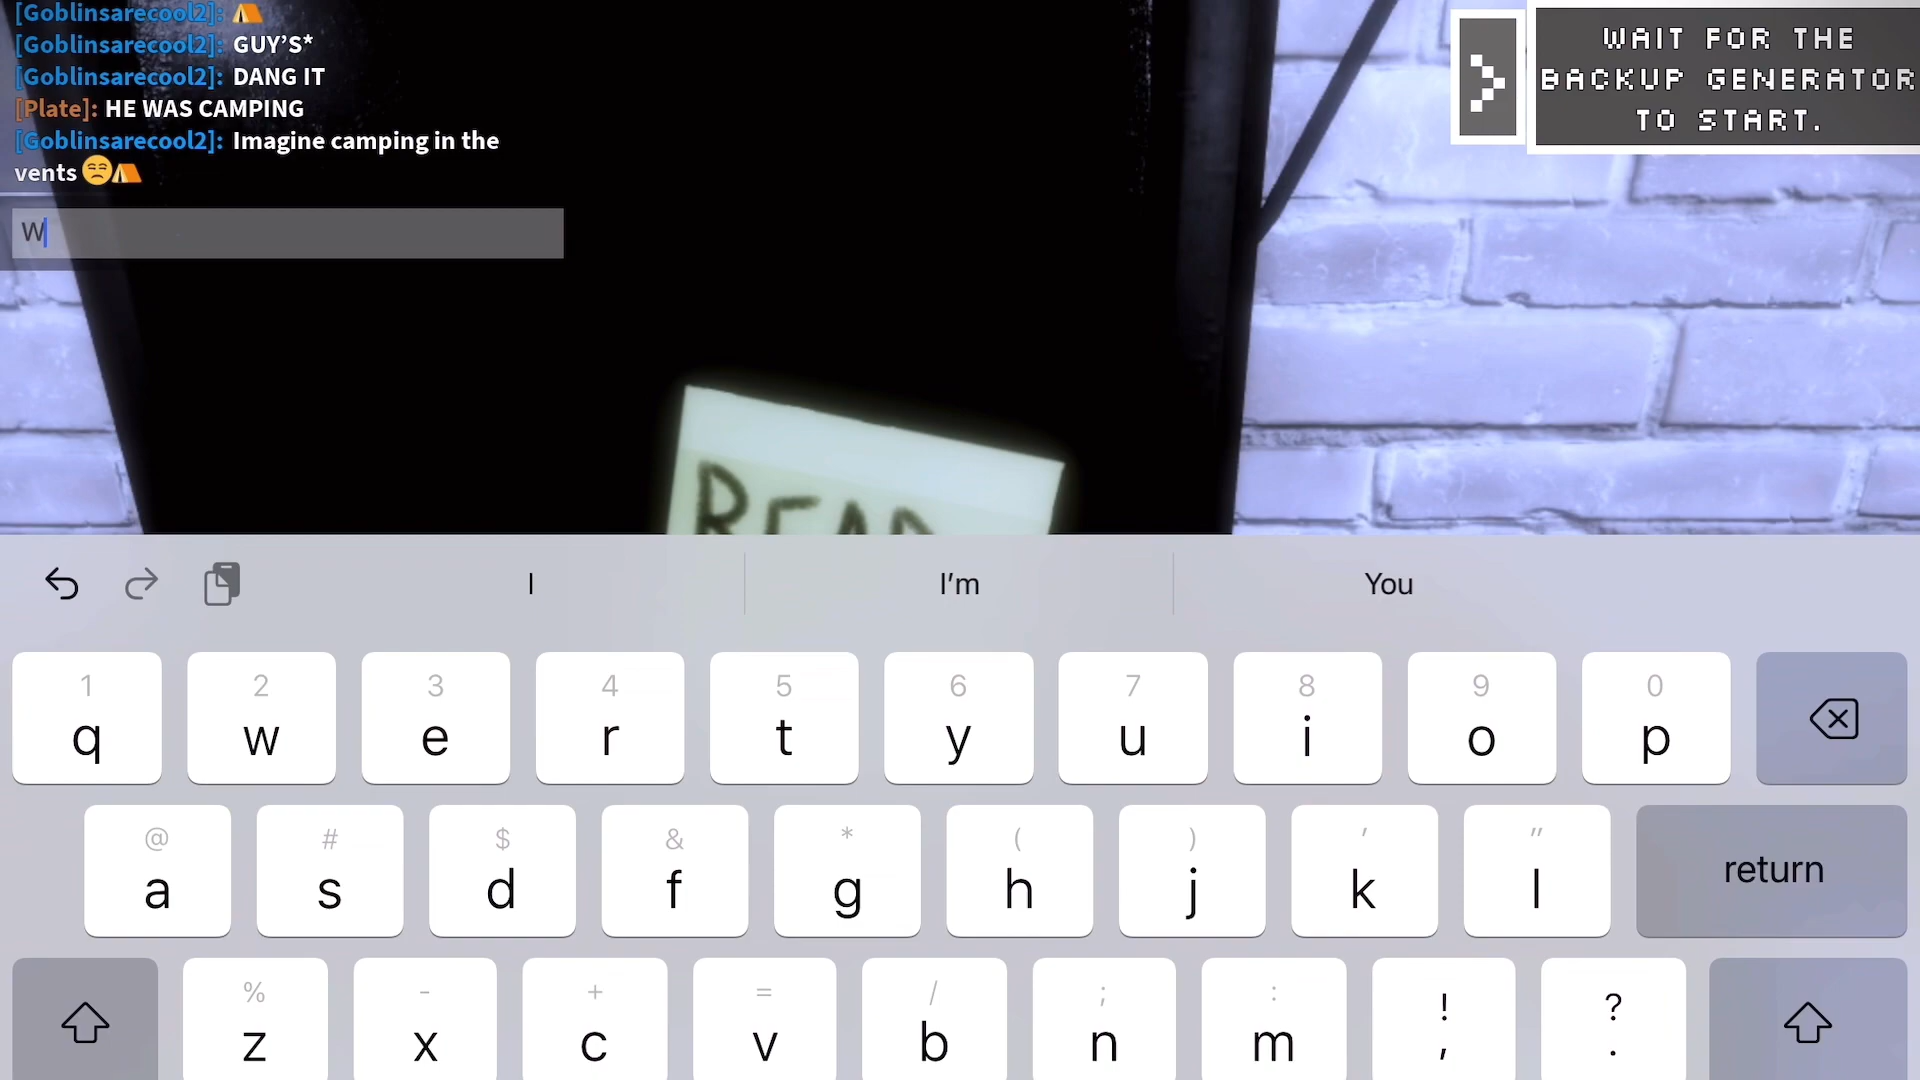 [Goblinsarecool2]: ⛺
[Goblinsarecool2]: GUY’S*
[Goblinsarecool2]: DANG IT
[Plate]: HE WAS CAMPING
[Goblinsarecool2]: Imagine camping in the
vents 😒⛺
W
WAIT FOR THE
BACKUP GENERATOR
TO START.
READ
I I’m You
1 2 3 4 5 6 7 8 9 0
q w e r t y u i o p
@ # $ & * ( ) ' "
a s d f g h j k l return
% - + = / ; : ! ?
z x c v b n m , .